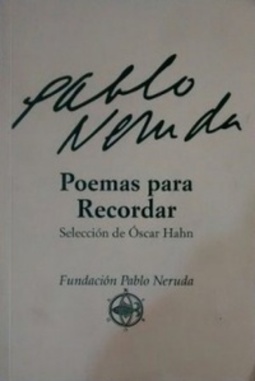 Pablo
Neruda
Poemas para
Recordar
Selección de Óscar Hahn
Fundación Pablo Neruda